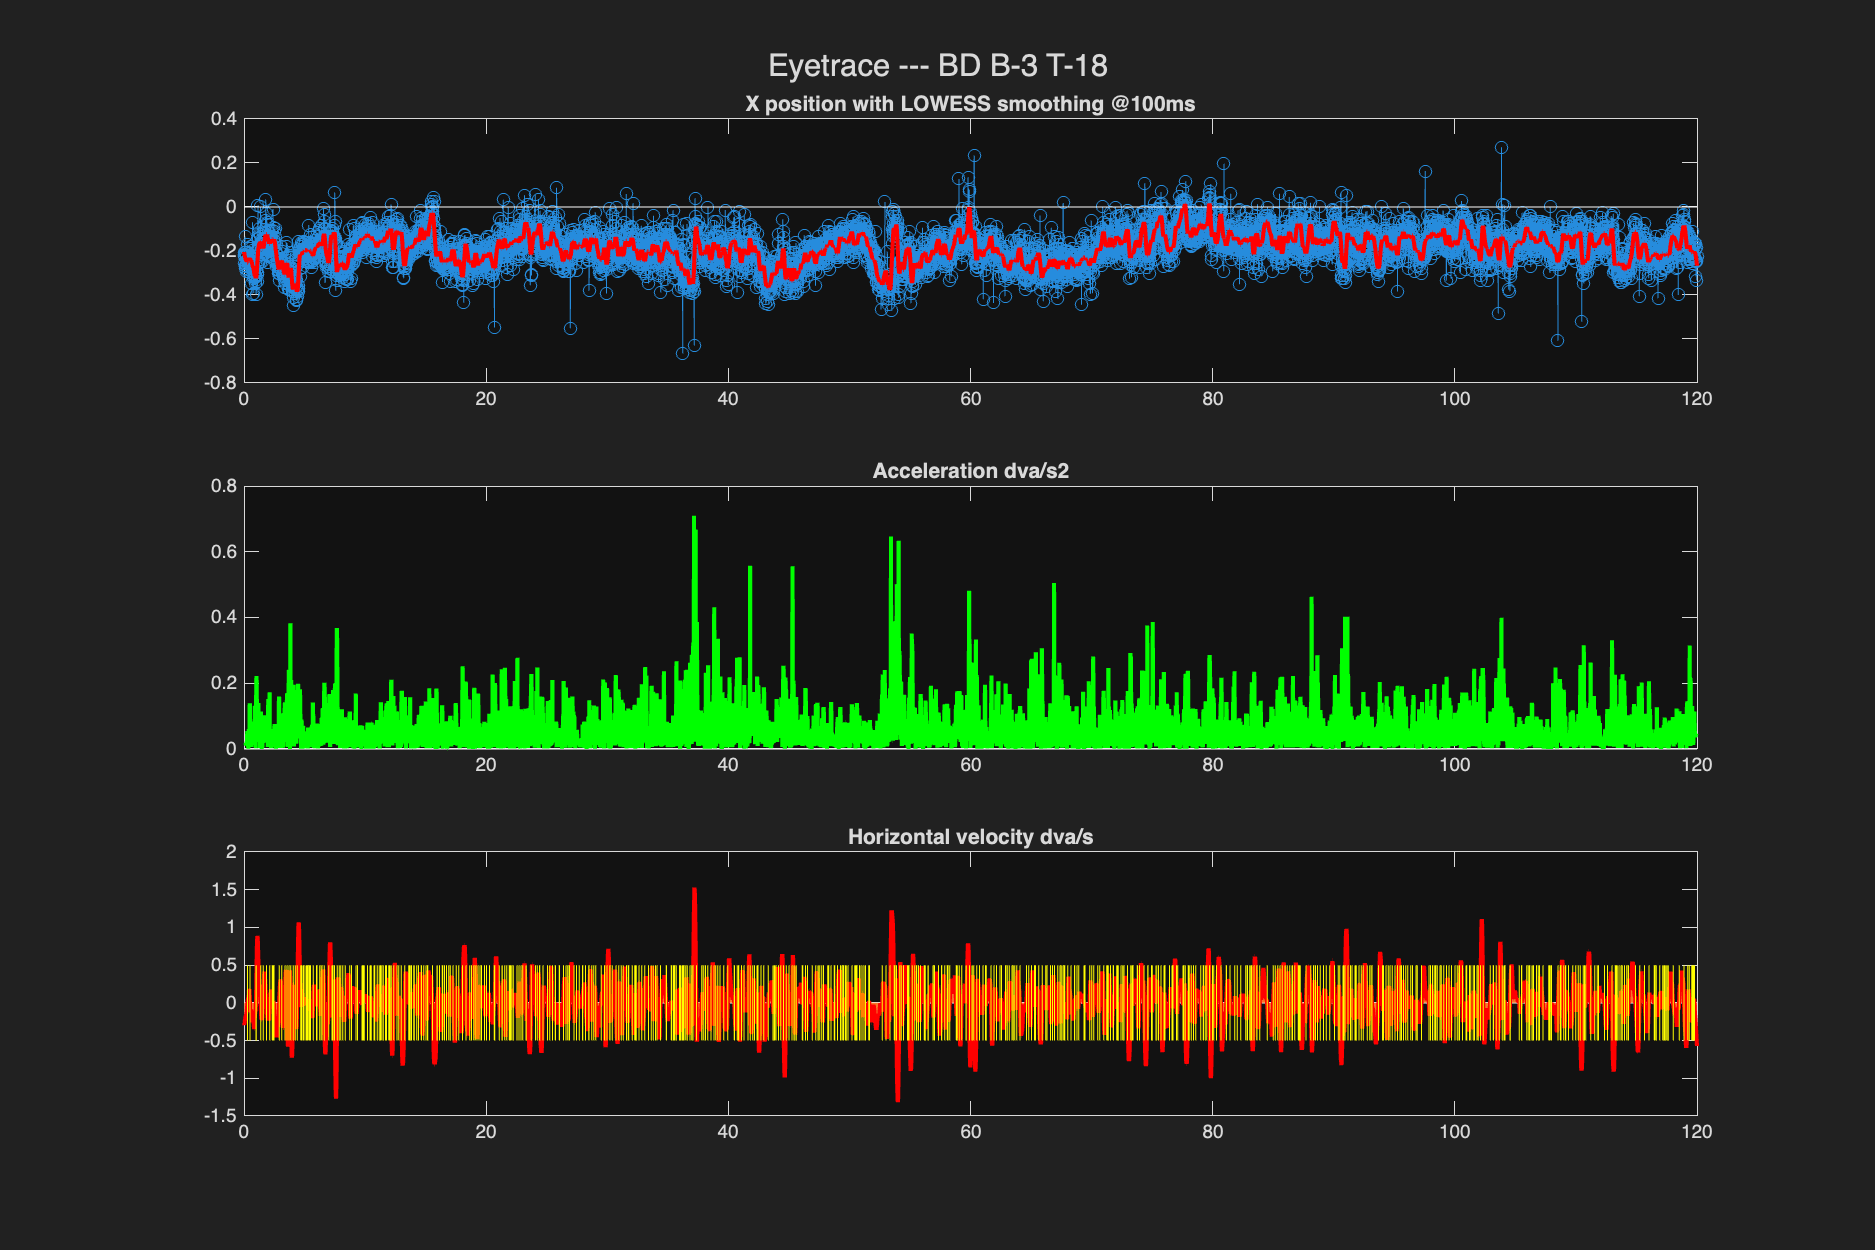 Eyetrace --- BD B-3 T-18
X position with LOWESS smoothing @100ms
0.4
0.2
0
-0.2
-0.4
-0.6
-0.8
0 20 40 60 80 100 120
Acceleration dva/s2
0.8
0.6
0.4
0.2
0
0 20 40 60 80 100 120
Horizontal velocity dva/s
2
1.5
1
0.5
0
-0.5
-1
-1.5
0 20 40 60 80 100 120